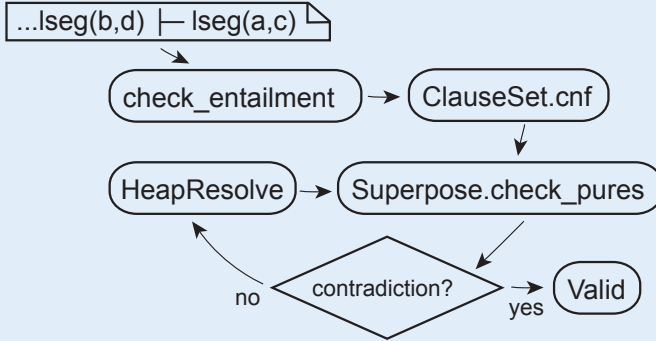 ...lseg(b,d) ├─ lseg(a,c)
check_entailment
ClauseSet.cnf
HeapResolve
Superpose.check_pures
contradiction?
no
yes
Valid